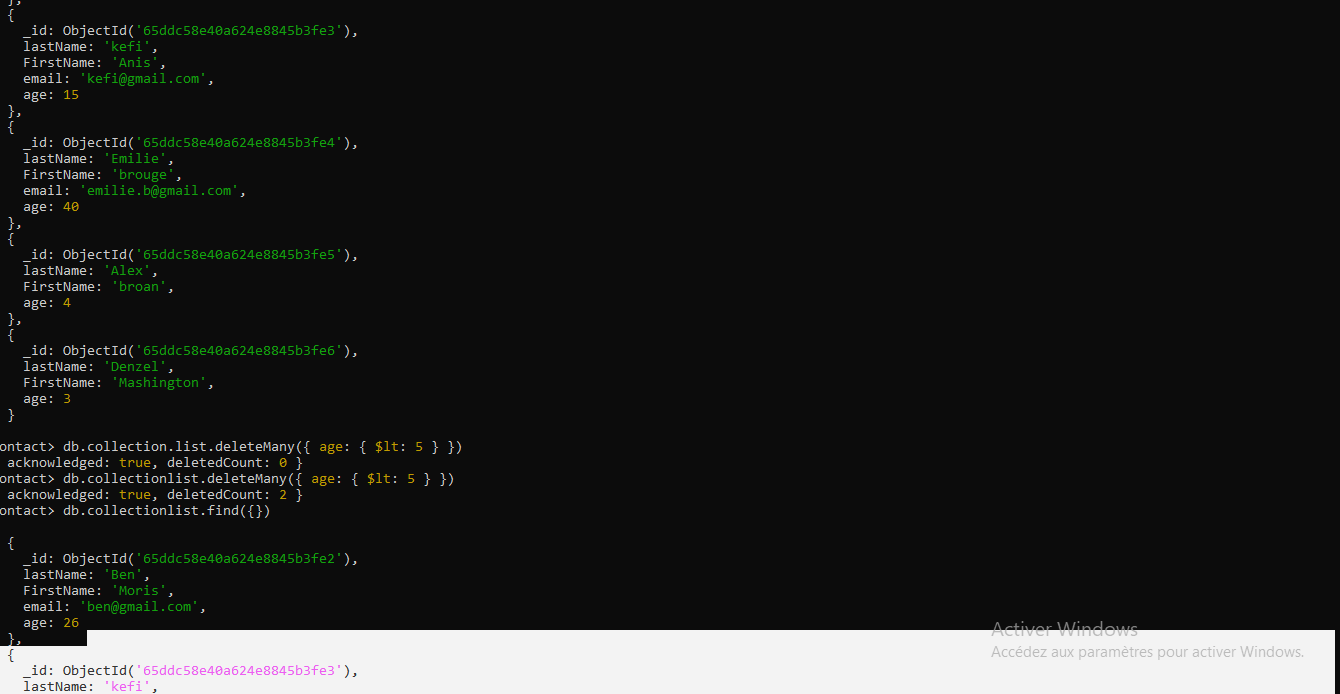 },
{
_id: ObjectId('65ddc58e40a624e8845b3fe3'),
lastName: 'kefi',
FirstName: 'Anis',
email: 'kefi@gmail.com',
age: 15
},
{
_id: ObjectId('65ddc58e40a624e8845b3fe4'),
lastName: 'Emilie',
FirstName: 'brouge',
email: 'emilie.b@gmail.com',
age: 40
},
{
_id: ObjectId('65ddc58e40a624e8845b3fe5'),
lastName: 'Alex',
FirstName: 'broan',
age: 4
},
{
_id: ObjectId('65ddc58e40a624e8845b3fe6'),
lastName: 'Denzel',
FirstName: 'Mashington',
age: 3
}
ontact> db.collection.list.deleteMany({ age: { $lt: 5 } })
acknowledged: true, deletedCount: 0 }
ontact> db.collectionlist.deleteMany({ age: { $lt: 5 } })
acknowledged: true, deletedCount: 2 }
ontact> db.collectionlist.find({})
{
_id: ObjectId('65ddc58e40a624e8845b3fe2'),
lastName: 'Ben',
FirstName: 'Moris',
email: 'ben@gmail.com',
age: 26
},
{
_id: ObjectId('65ddc58e40a624e8845b3fe3'),
lastName: 'kefi',
Activer Windows
Accédez aux paramètres pour activer Windows.